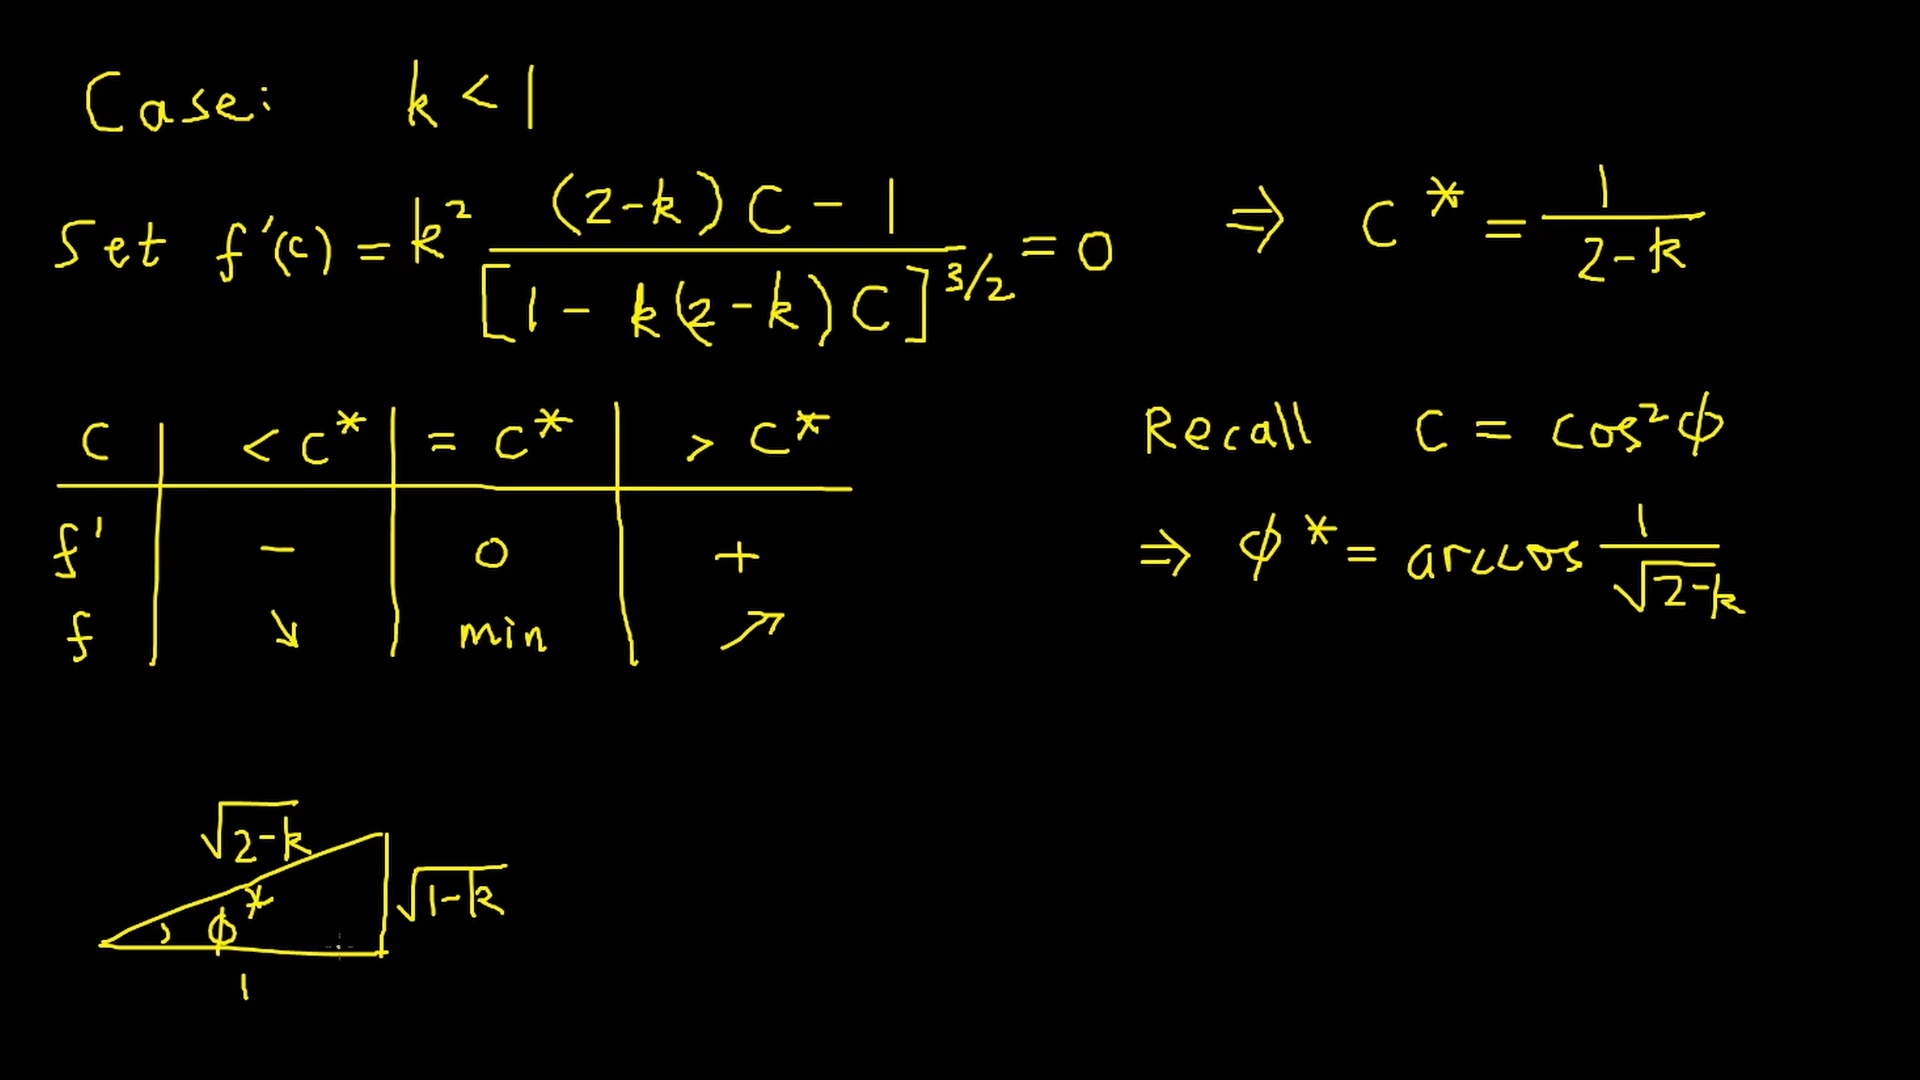 Case: k < 1
Set f'(c) = k² ((2-k)C - 1) / [1 - k(2-k)C]^{3/2} = 0 ⇒ C* = 1/(2-k)
C | < C* | = C* | > C*
f' | - | 0 | +
f | ↘ | min | ↗
Recall C = cos²ϕ
⇒ ϕ* = arccos 1/√(2-k)
√(2-k)
ϕ*
√(1-k)
1